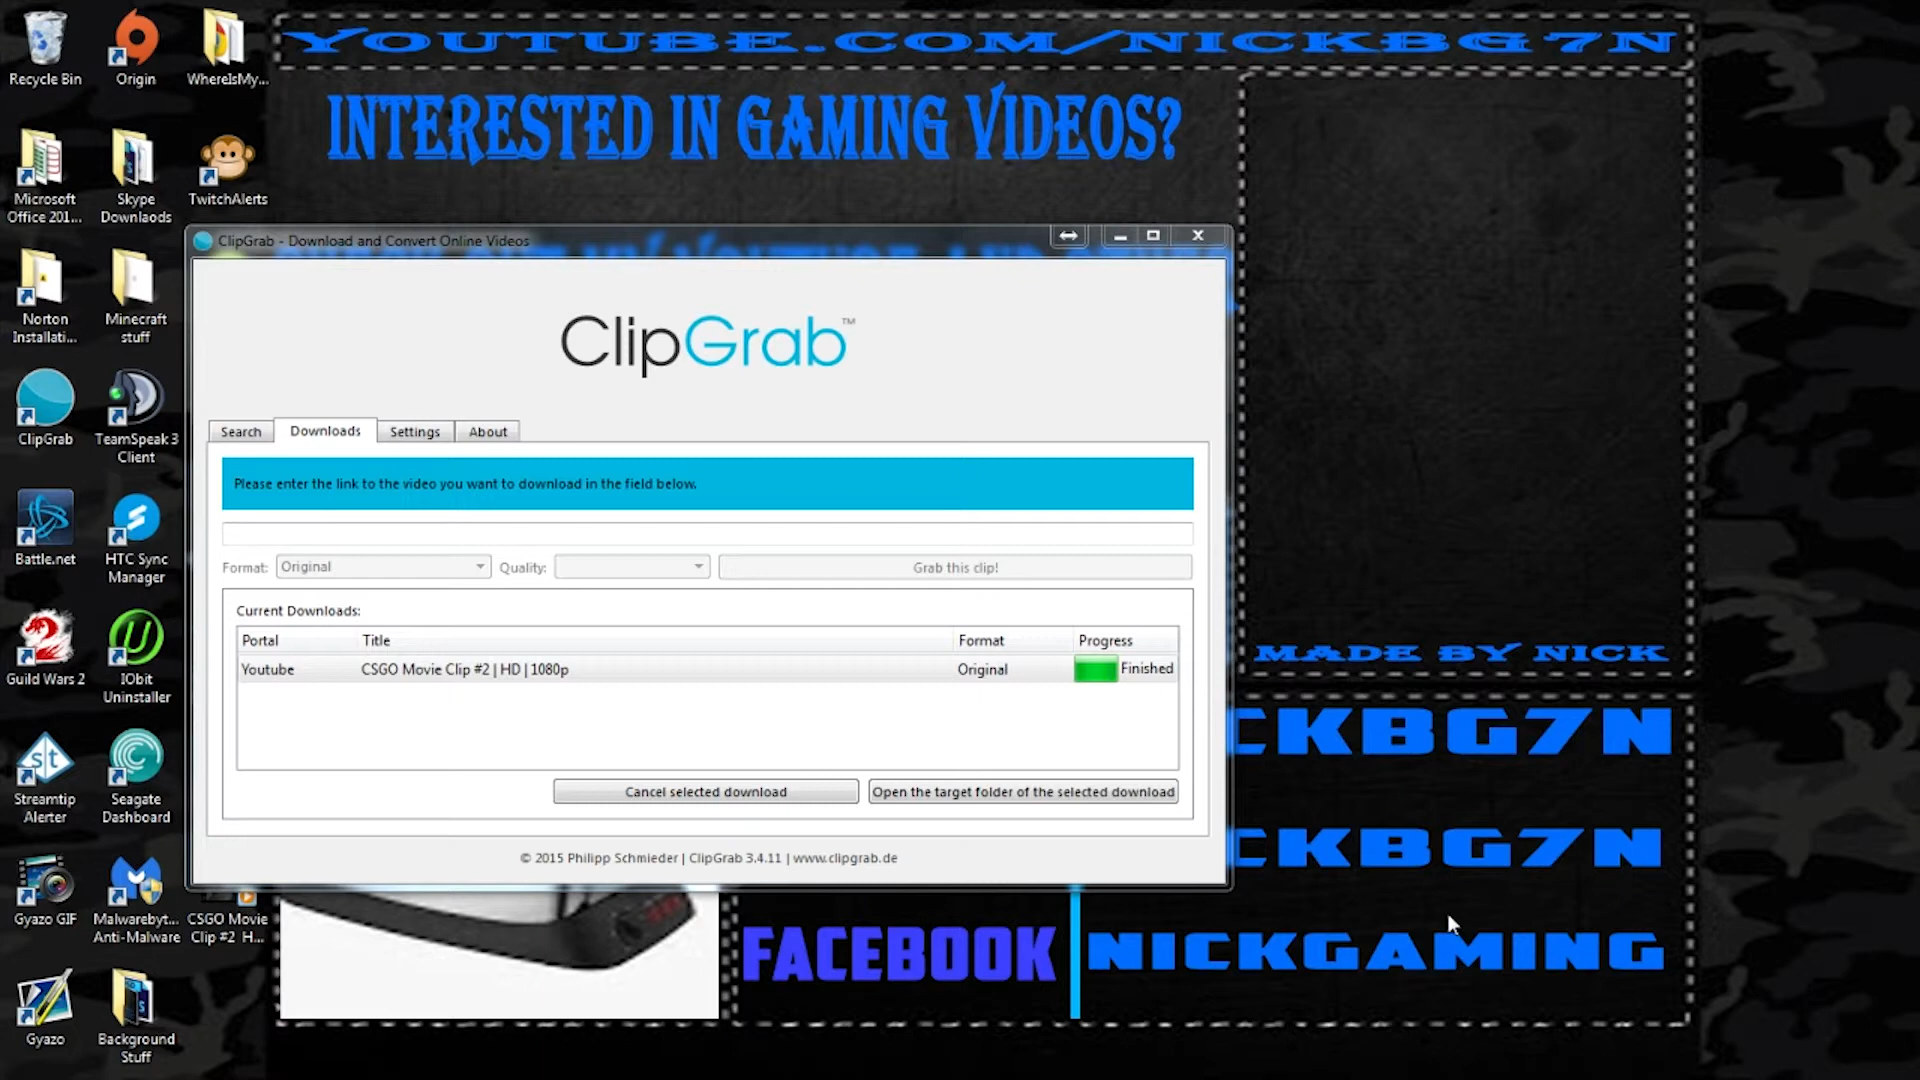 YOUTUBE.COM/NICKBG7N
INTERESTED IN GAMING VIDEOS?
Recycle Bin
Origin
WhereIsMy...
Microsoft
Office 201...
Skype
Downlaods
TwitchAlerts
Norton
Installati...
Minecraft
stuff
ClipGrab
TeamSpeak 3
Client
Battle.net
HTC Sync
Manager
Guild Wars 2
IObit
Uninstaller
Streamtip
Alerter
Seagate
Dashboard
Gyazo GIF
Malwarebyt...
Anti-Malware
CSGO Movie
Clip #2 H...
Gyazo
Background
Stuff
ClipGrab - Download and Convert Online Videos
ClipGrab™
Search
Downloads
Settings
About
Please enter the link to the video you want to download in the field below.
Format: Original
Quality:
Grab this clip!
Current Downloads:
Portal Title Format Progress
Youtube CSGO Movie Clip #2 | HD | 1080p Original Finished
Cancel selected download
Open the target folder of the selected download
© 2015 Philipp Schmieder | ClipGrab 3.4.11 | www.clipgrab.de
MADE BY NICK
CKBG7N
CKBG7N
FACEBOOK
NICKGAMING